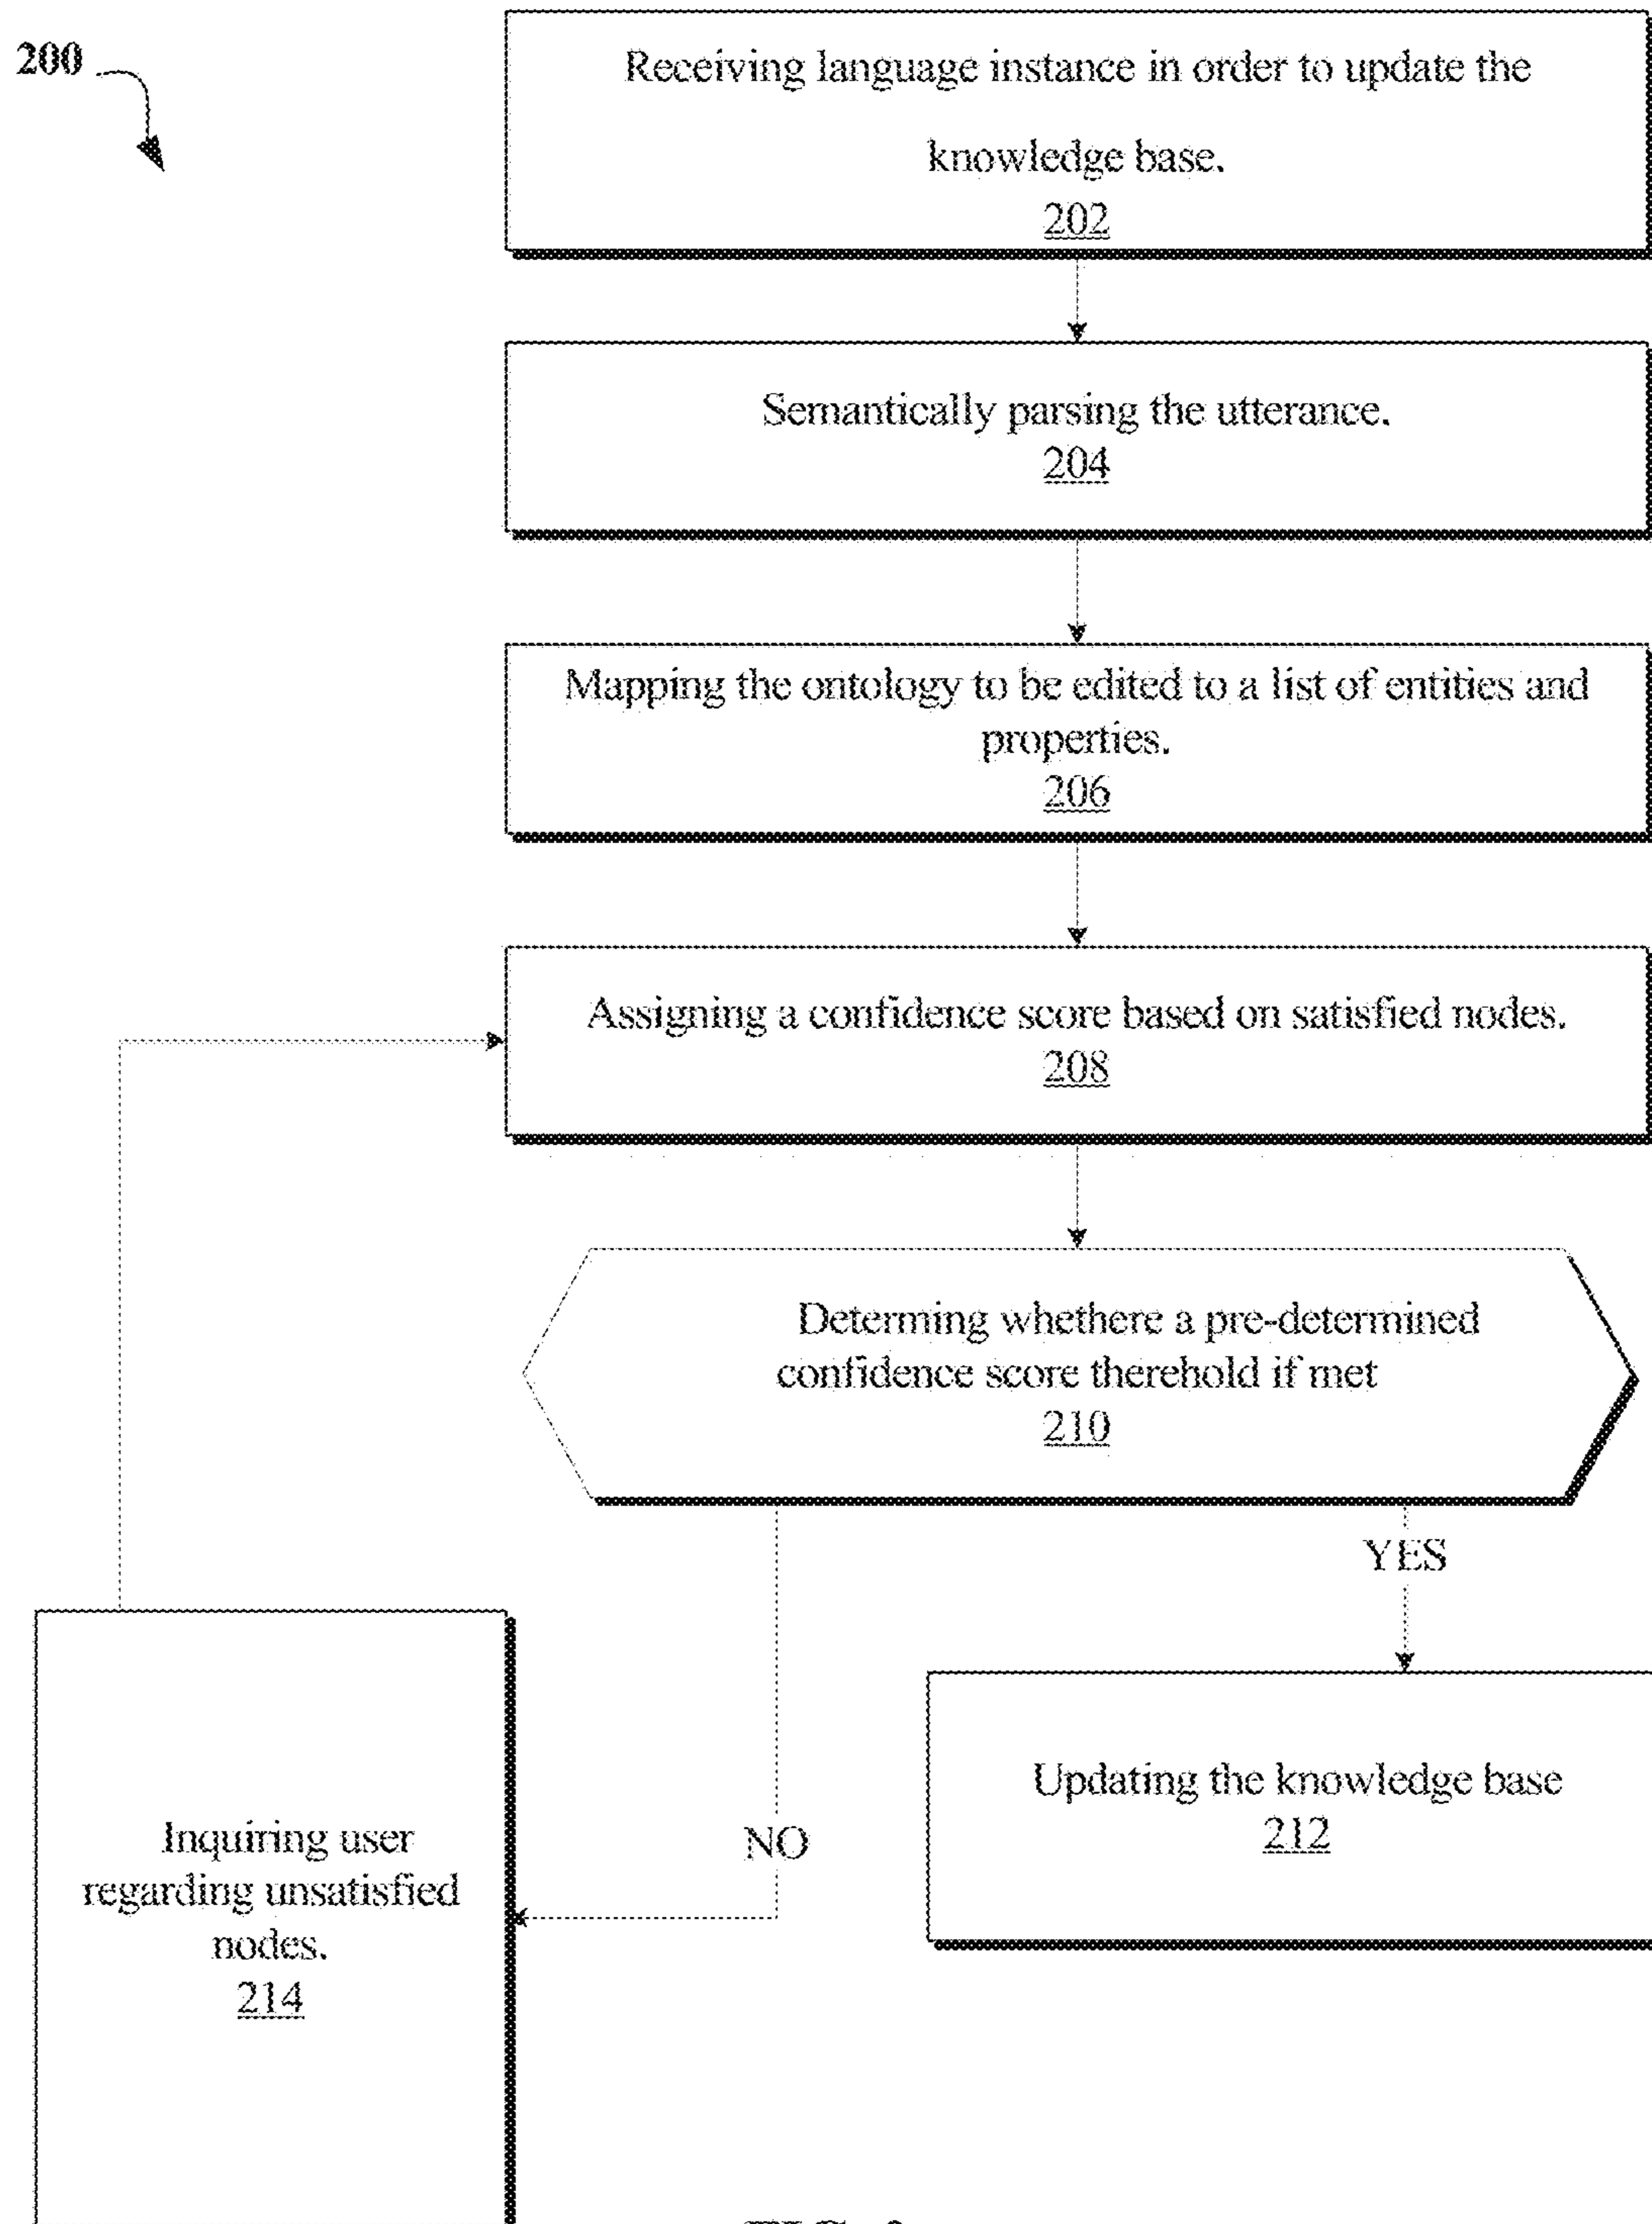 200
Receiving language instance in order to update the
knowledge base.
202
Semantically parsing the utterance.
204
Mapping the ontology to be edited to a list of entities and
properties.
206
Assigning a confidence score based on satisfied nodes.
208
Determing whethere a pre-determined
confidence score therehold if met
210
YES
NO
Updating the knowledge base
212
Inquiring user
regarding unsatisfied
nodes.
214